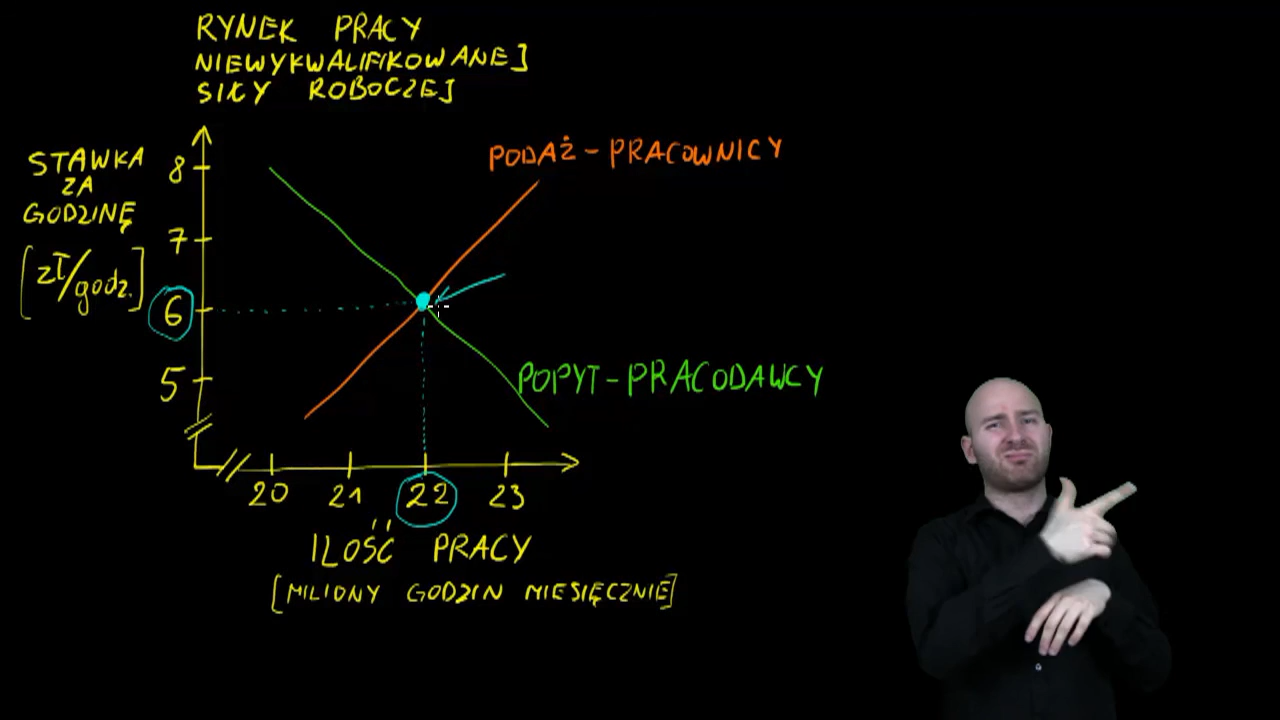 RYNEK PRACY
NIEWYKWALIFIKOWANEJ
SIŁY ROBOCZEJ
STAWKA
ZA
GODZINĘ
[zł/godz.]
8
7
6
5
PODAŻ - PRACOWNICY
POPYT - PRACODAWCY
20 21 22 23
ILOŚĆ PRACY
[MILIONY GODZIN MIESIĘCZNIE]